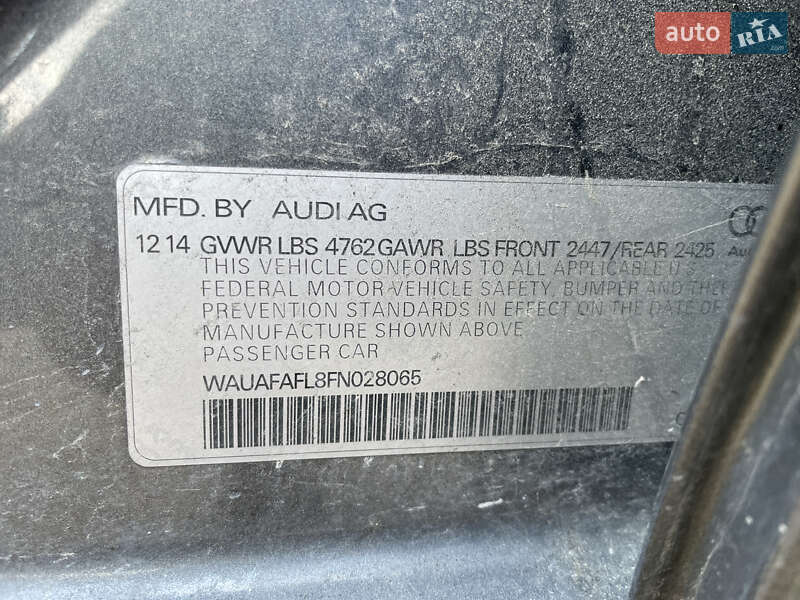 auto RIA
MFD. BY AUDI AG
12 14 GVWR LBS 4762 GAWR LBS FRONT 2447/REAR 2425
THIS VEHICLE CONFORMS TO ALL APPLICABLE U.S.
FEDERAL MOTOR VEHICLE SAFETY, BUMPER AND
PREVENTION STANDARDS IN EFFECT ON THE DATE OF
MANUFACTURE SHOWN ABOVE
PASSENGER CAR
WAUAFAFL8FN028065